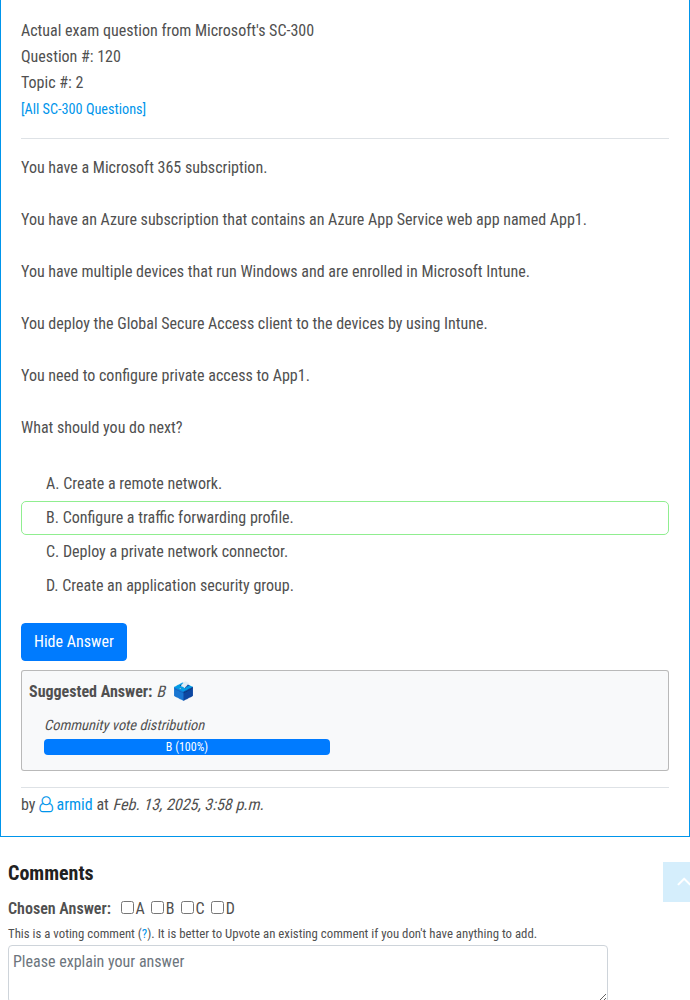 Actual exam question from Microsoft's SC-300
Question #: 120
Topic #: 2
[All SC-300 Questions]
You have a Microsoft 365 subscription.
You have an Azure subscription that contains an Azure App Service web app named App1.
You have multiple devices that run Windows and are enrolled in Microsoft Intune.
You deploy the Global Secure Access client to the devices by using Intune.
You need to configure private access to App1.
What should you do next?
A. Create a remote network.
B. Configure a traffic forwarding profile.
C. Deploy a private network connector.
D. Create an application security group.
Hide Answer
Suggested Answer: B
Community vote distribution
B (100%)
by armid at Feb. 13, 2025, 3:58 p.m.
Comments
Chosen Answer: A B C D
This is a voting comment (?). It is better to Upvote an existing comment if you don't have anything to add.
Please explain your answer